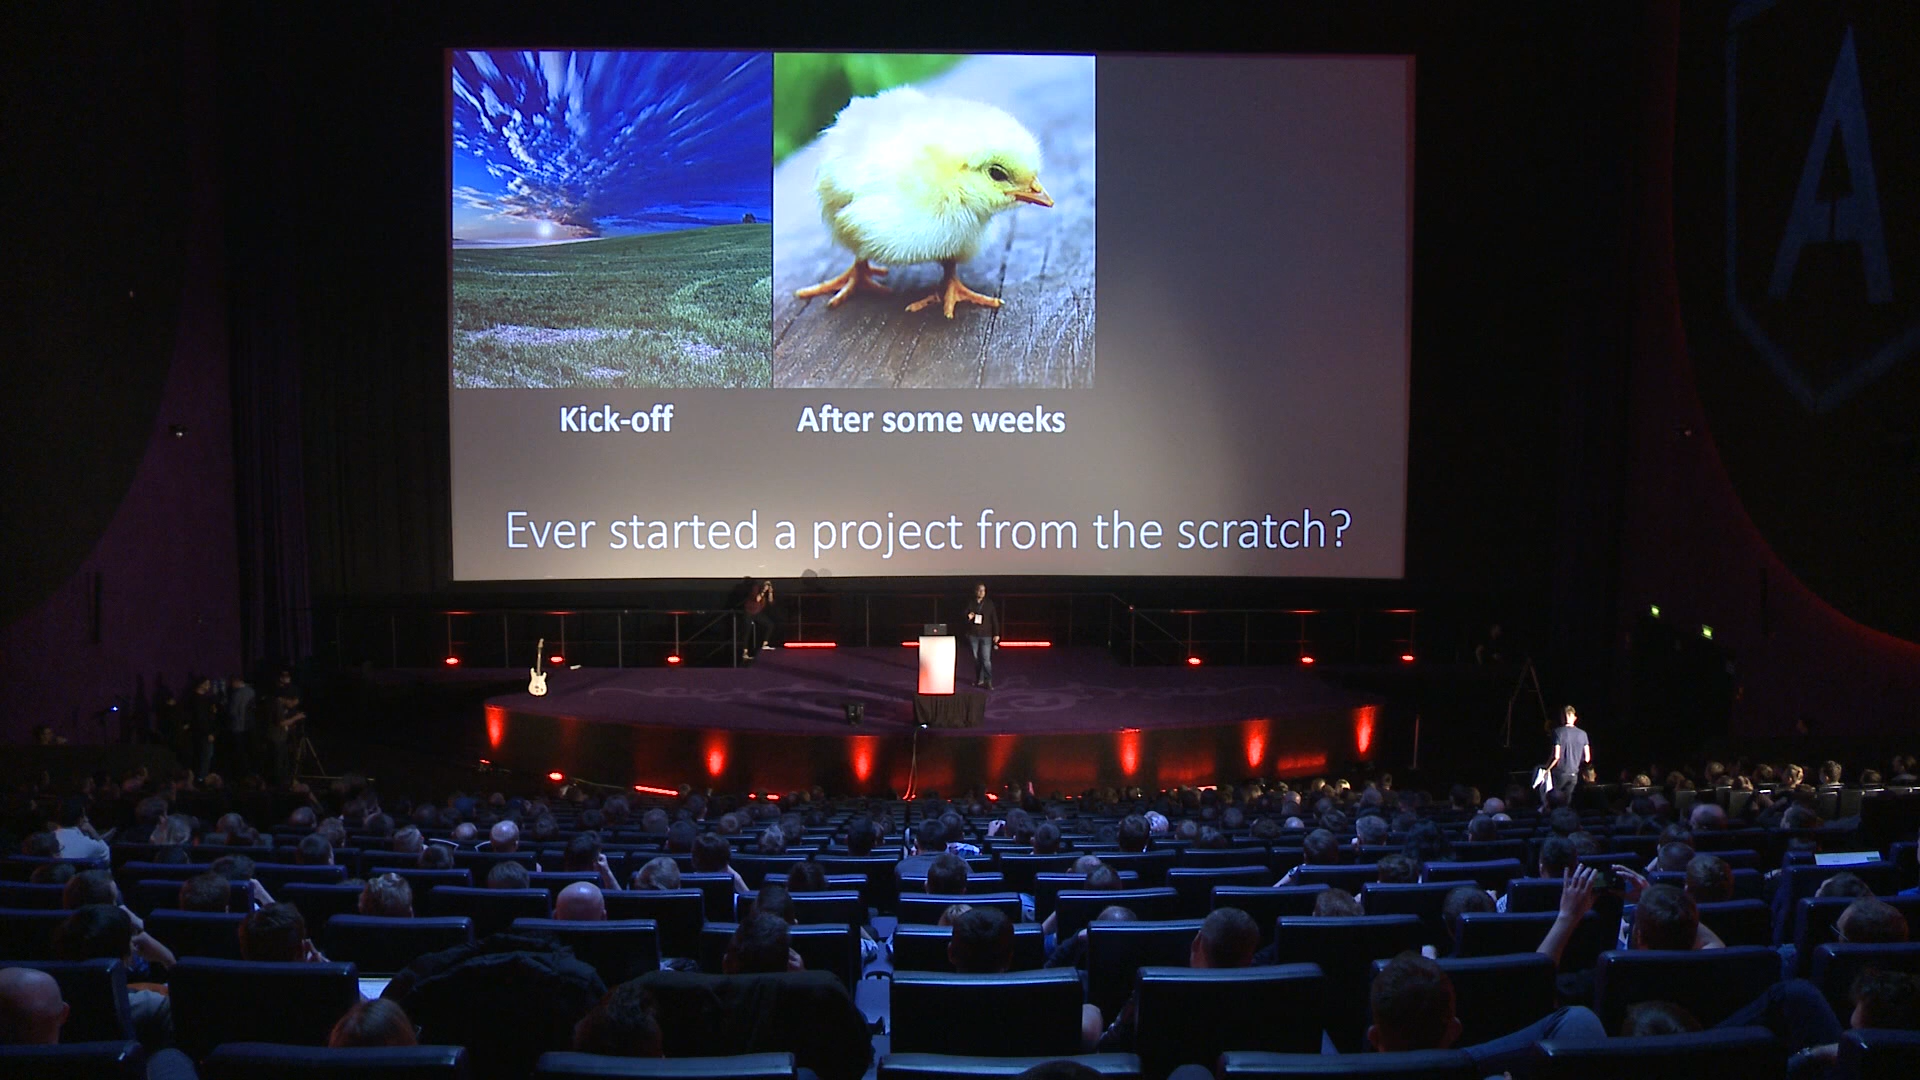 Kick-off
After some weeks
Ever started a project from the scratch?
A